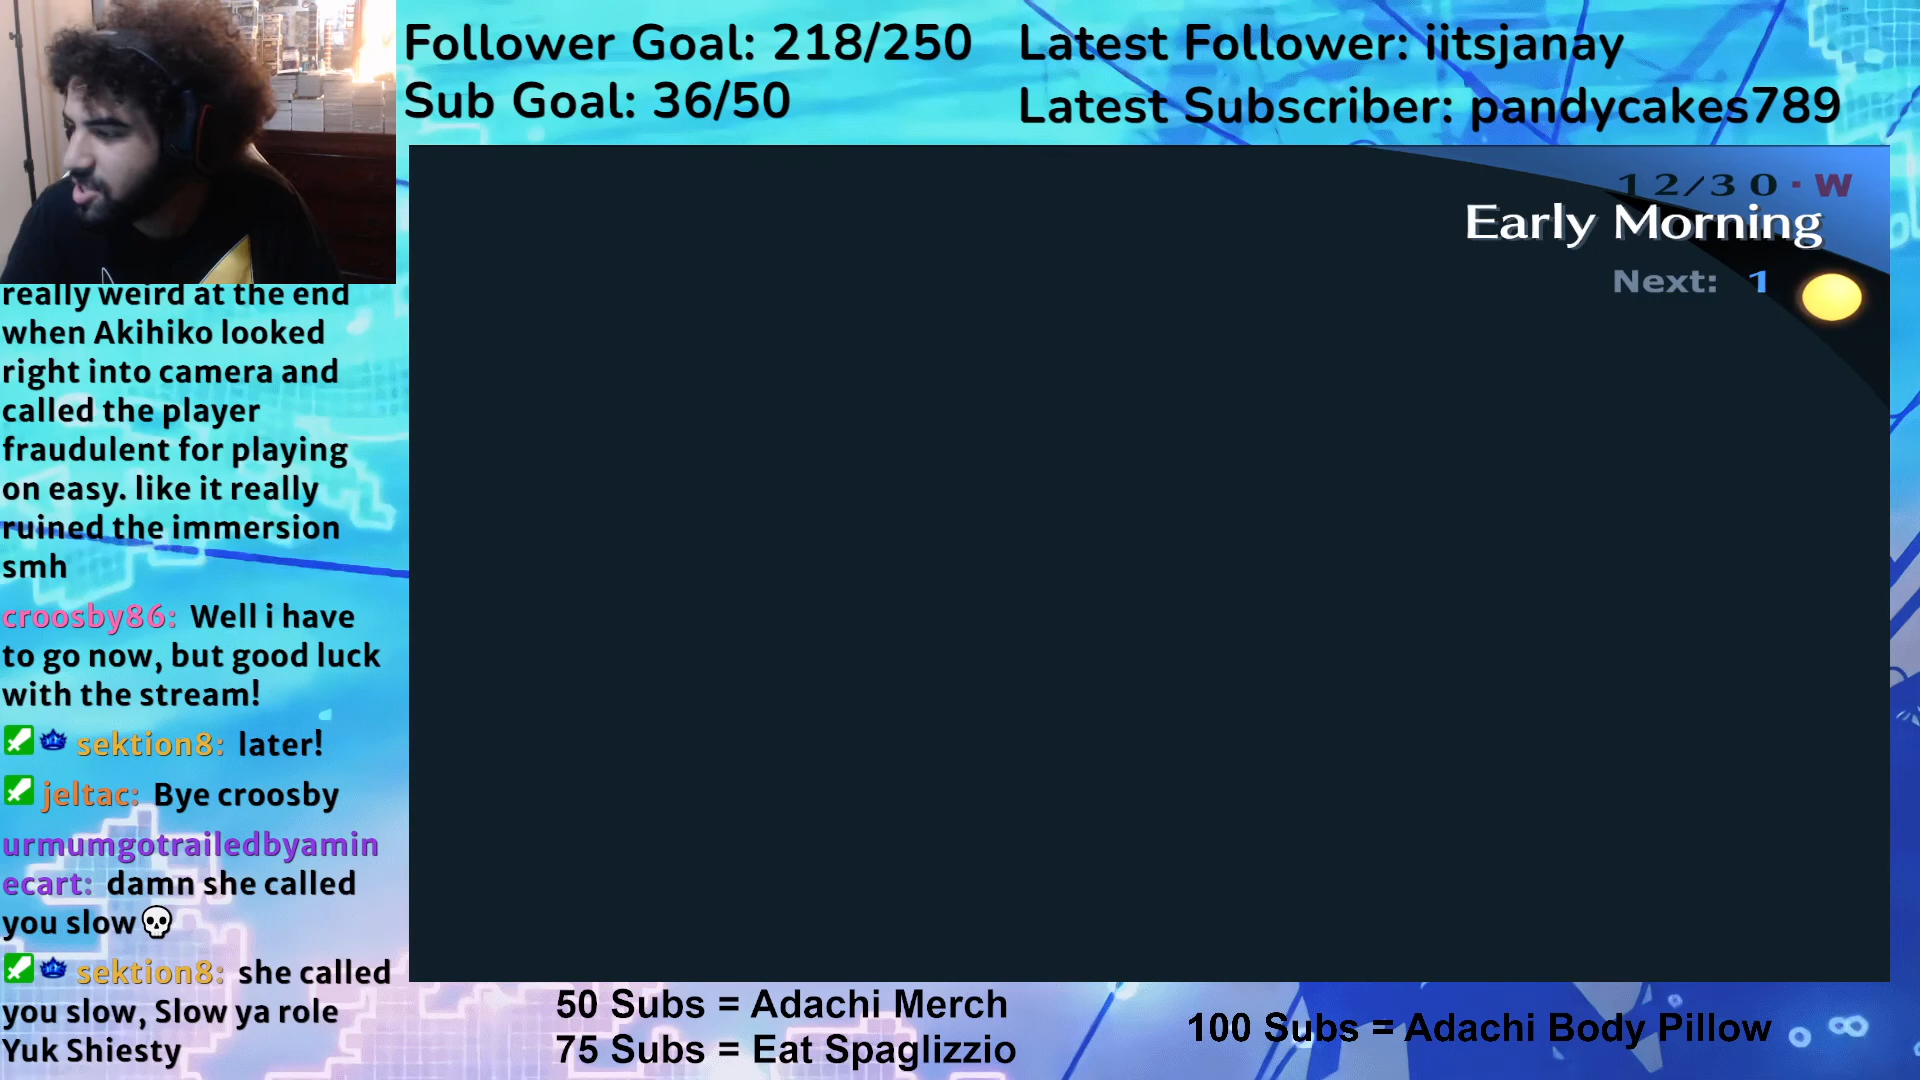 Follower Goal: 218/250
Sub Goal: 36/50
Latest Follower: iitsjanay
Latest Subscriber: pandycakes789
12/30 · W
Early Morning
Next: 1
really weird at the end
when Akihiko looked
right into camera and
called the player
fraudulent for playing
on easy. like it really
ruined the immersion
smh
croosby86: Well i have
to go now, but good luck
with the stream!
sektion8: later!
jeltac: Bye croosby
urmumgotrailedbyamin
ecart: damn she called
you slow💀
sektion8: she called
you slow, Slow ya role
Yuk Shiesty
50 Subs = Adachi Merch
75 Subs = Eat Spaglizzio
100 Subs = Adachi Body Pillow